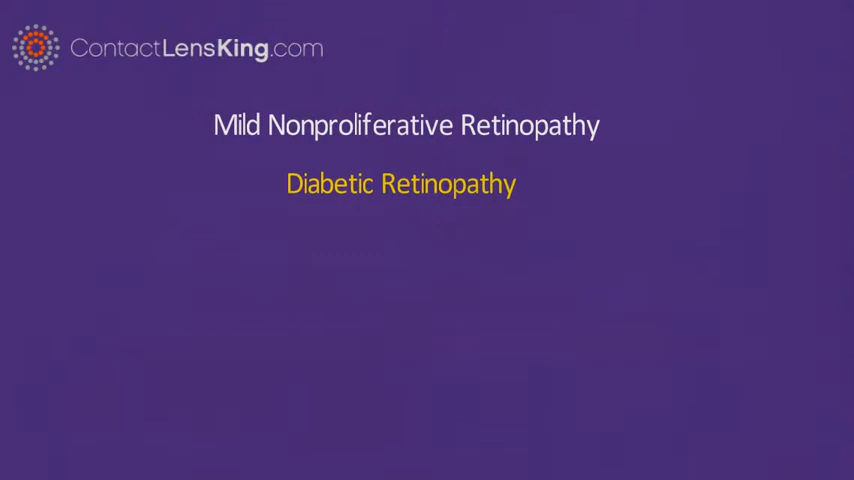 ContactLensKing.com
Mild Nonproliferative Retinopathy
Diabetic Retinopathy